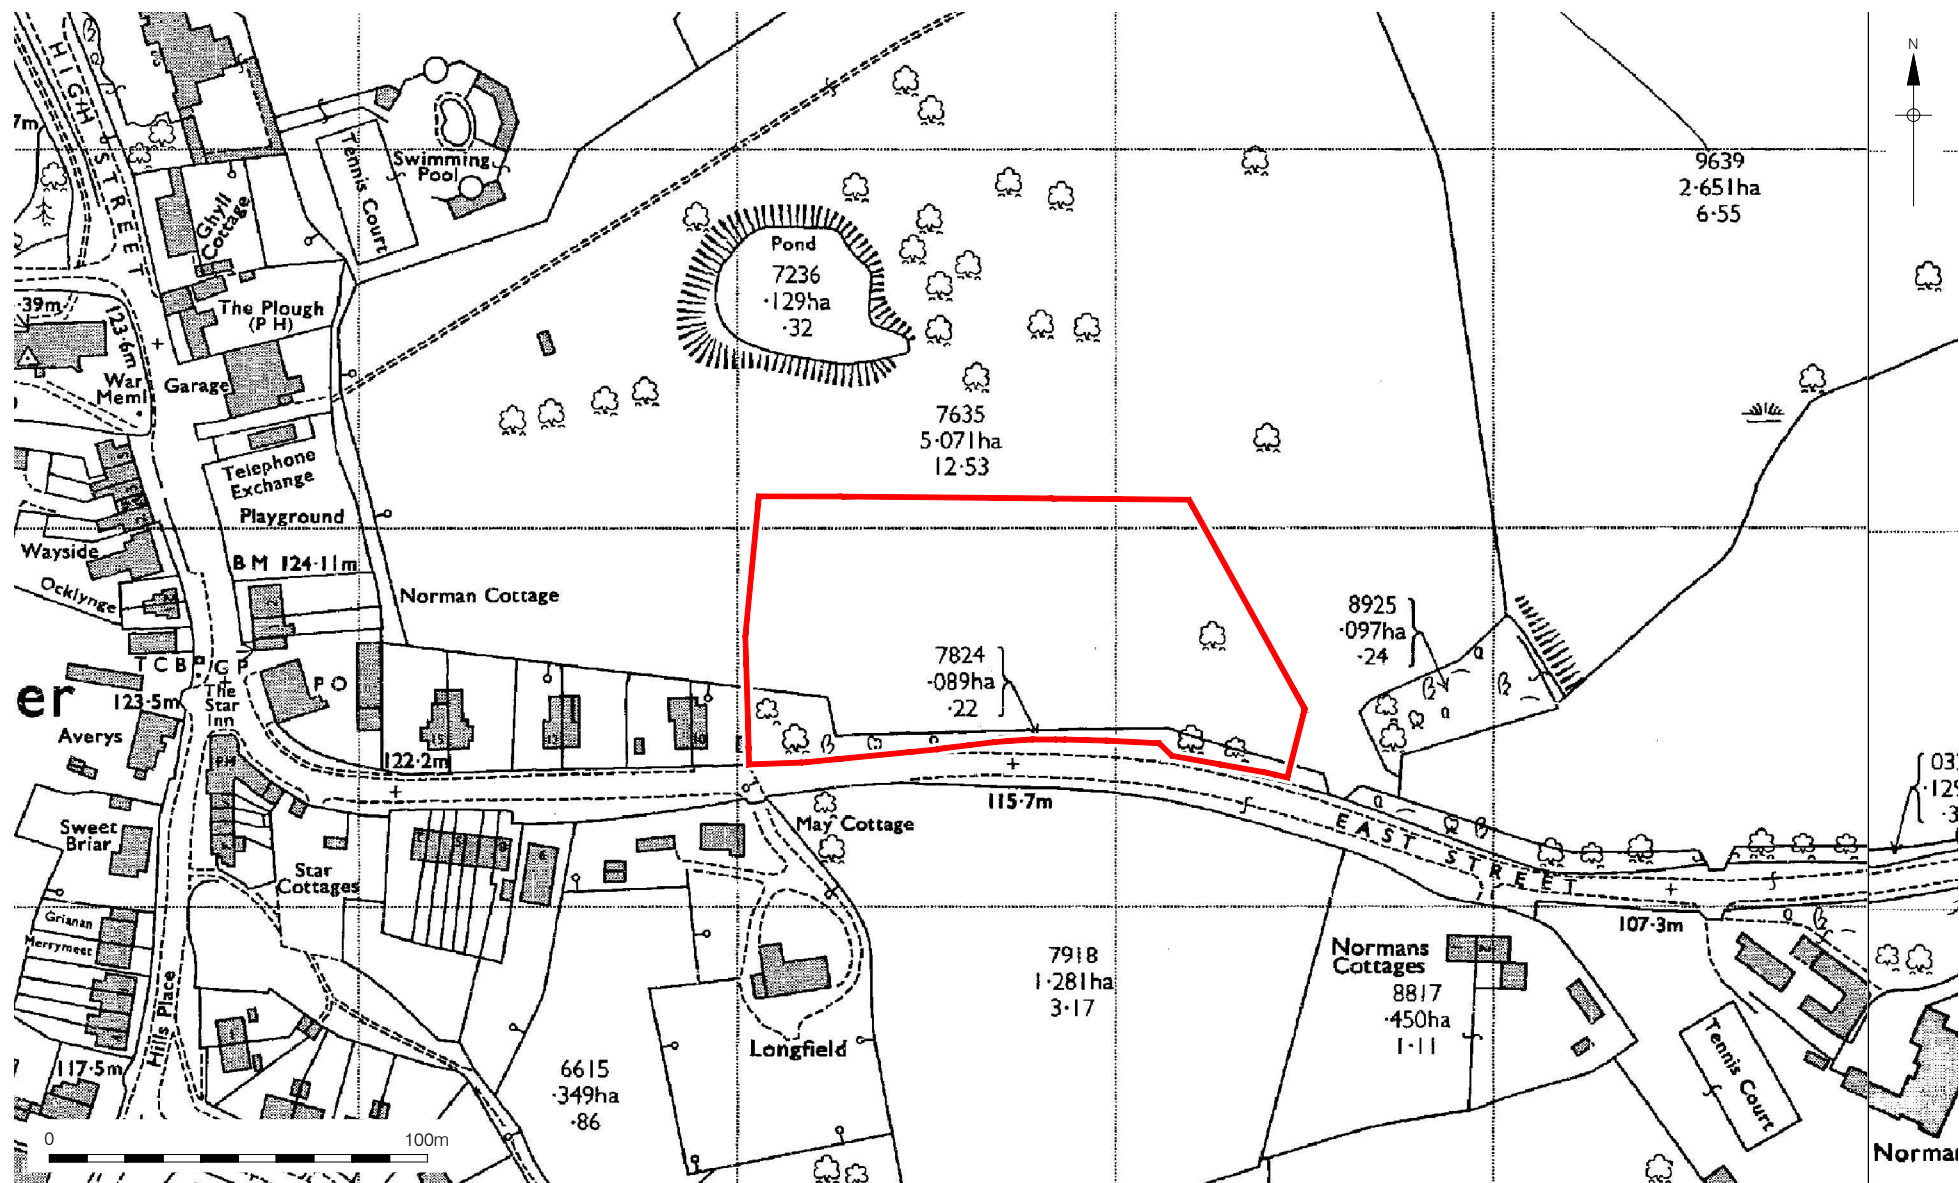 HIGH STREET
7m
Ghyll
Cottage
Tennis Court
Swimming
Pool
N
9639
2·651ha
6·55
Pond
7236
·129ha
·32
·39m
123·6m
The Plough
(P H)
War
Meml
Garage
7635
5·071ha
12·53
Telephone
Exchange
Playground
Wayside
B M 124·11m
Ocklynge
Norman Cottage
8925
·097ha
·24
7824
·089ha
·22
T C B
G P
P O
er
The
Star
Inn
123·5m
Averys
PH
122·2m
115·7m
EAST STREET
May Cottage
Sweet
Briar
Star
Cottages
6
Grianan
Merrymeet
107·3m
Normans
Cottages
8817
·450ha
1·11
7918
1·281ha
3·17
Hills Place
Longfield
Tennis Court
117·5m
6615
·349ha
·86
0
100m
Norma